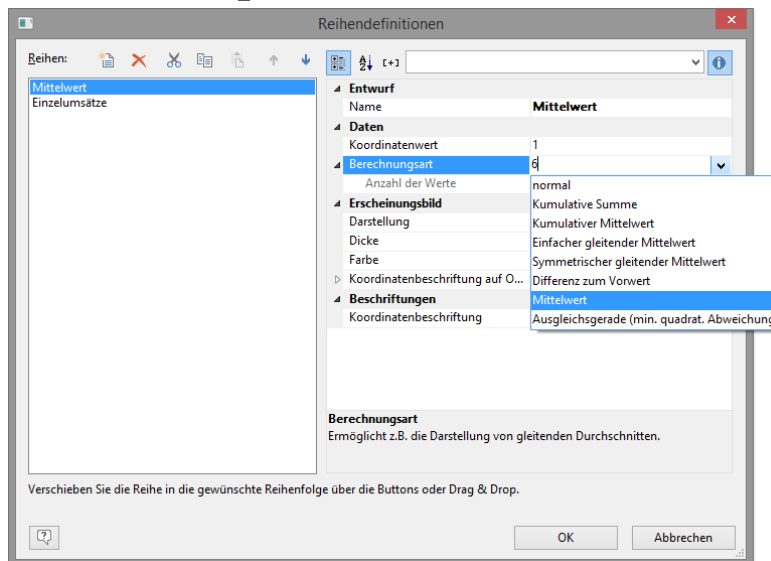 Reihendefinitionen
Reihen:
[+]
Mittelwert
Einzelumsätze
Entwurf
Name Mittelwert
Daten
Koordinatenwert 1
Berechnungsart 6
Anzahl der Werte
Erscheinungsbild
Darstellung
Dicke
Farbe
Koordinatenbeschriftung auf O...
Beschriftungen
Koordinatenbeschriftung
normal
Kumulative Summe
Kumulativer Mittelwert
Einfacher gleitender Mittelwert
Symmetrischer gleitender Mittelwert
Differenz zum Vorwert
Mittelwert
Ausgleichsgerade (min. quadrat. Abweichung
Berechnungsart
Ermöglicht z.B. die Darstellung von gleitenden Durchschnitten.
Verschieben Sie die Reihe in die gewünschte Reihenfolge über die Buttons oder Drag & Drop.
OK Abbrechen